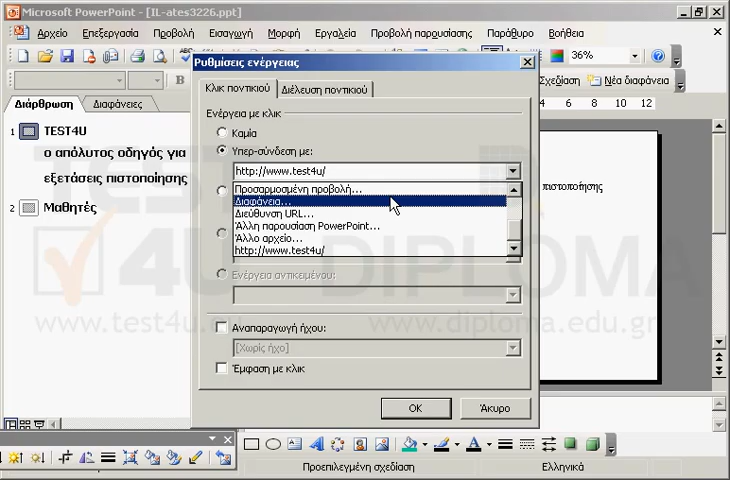 Microsoft PowerPoint - [IL-ates3226.ppt]
Αρχείο Επεξεργασία Προβολή Εισαγωγή Μορφή Εργαλεία Προβολή παρουσίασης Παράθυρο Βοήθεια
36%
B
Σχεδίαση Νέα διαφάνεια
Διάρθρωση Διαφάνειες
4 6 8
1 TEST4U
ο απόλυτος οδηγός για
εξετάσεις πιστοποίησης
2 Μαθητές
πιστοποίησης
Ρυθμίσεις ενέργειας
Κλικ ποντικιού Διέλευση ποντικιού
Ενέργεια με κλικ
Καμία
Υπερ-σύνδεση με:
http://www.test4u/
Προσαρμοσμένη προβολή...
Διαφάνεια...
Διεύθυνση URL...
Άλλη παρουσίαση PowerPoint...
Άλλο αρχείο...
http://www.test4u/
Ενέργεια αντικειμένου:
Αναπαραγωγή ήχου:
[Χωρίς ήχο]
Έμφαση με κλικ
OK Άκυρο
TEST
4U DIPLOMA
www.test4u.eu www.diploma.edu.gr
Προεπιλεγμένη σχεδίαση Ελληνικά